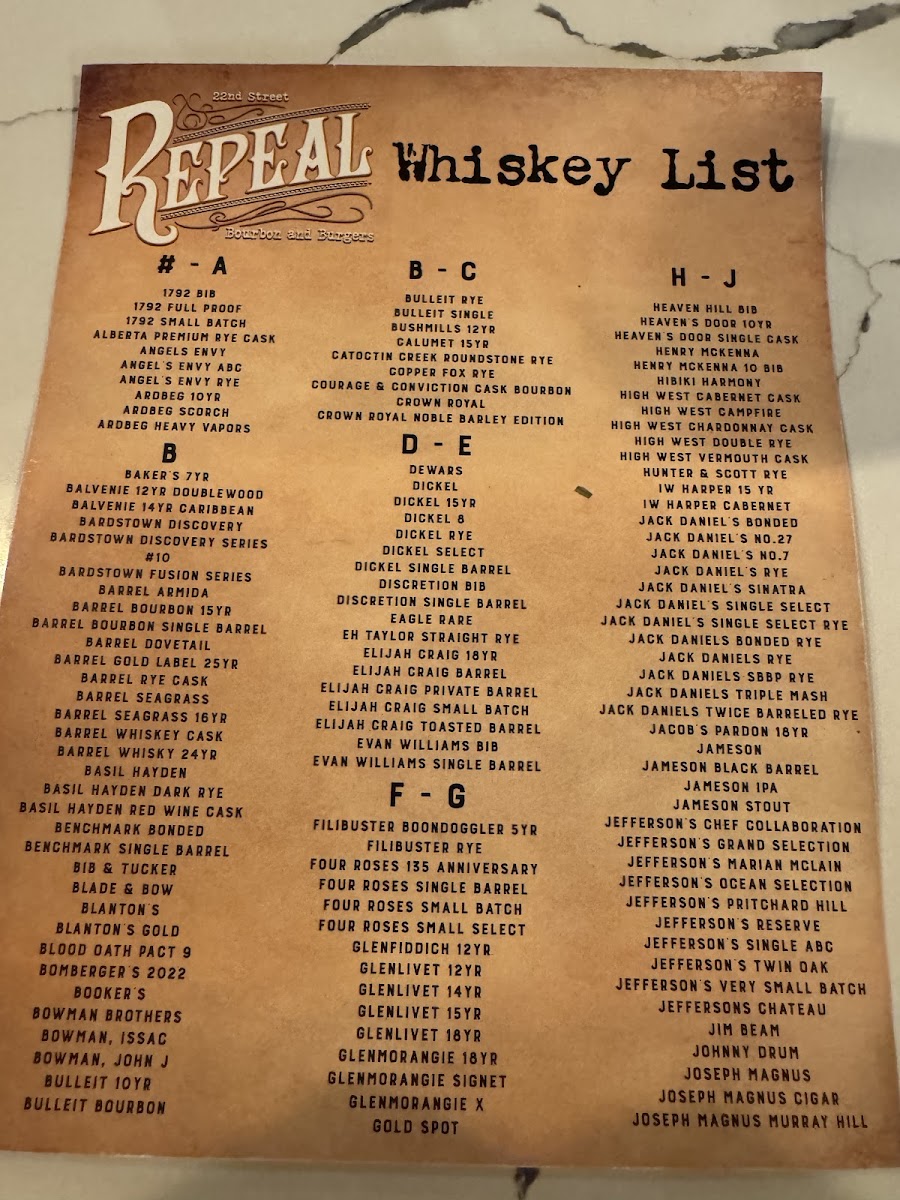 22nd Street
REPEAL
Bourbon and Burgers
Whiskey List
# - A
1792 BIB
1792 FULL PROOF
1792 SMALL BATCH
ALBERTA PREMIUM RYE CASK
ANGELS ENVY
ANGEL'S ENVY ABC
ANGEL'S ENVY RYE
ARDBEG 10YR
ARDBEG SCORCH
ARDBEG HEAVY VAPORS
B
BAKER'S 7YR
BALVENIE 12YR DOUBLEWOOD
BALVENIE 14YR CARIBBEAN
BARDSTOWN DISCOVERY
BARDSTOWN DISCOVERY SERIES
#10
BARDSTOWN FUSION SERIES
BARREL ARMIDA
BARREL BOURBON 15YR
BARREL BOURBON SINGLE BARREL
BARREL DOVETAIL
BARREL GOLD LABEL 25YR
BARREL RYE CASK
BARREL SEAGRASS
BARREL SEAGRASS 16YR
BARREL WHISKEY CASK
BARREL WHISKY 24YR
BASIL HAYDEN
BASIL HAYDEN DARK RYE
BASIL HAYDEN RED WINE CASK
BENCHMARK BONDED
BENCHMARK SINGLE BARREL
BIB & TUCKER
BLADE & BOW
BLANTON'S
BLANTON'S GOLD
BLOOD OATH PACT 9
BOMBERGER'S 2022
BOOKER'S
BOWMAN BROTHERS
BOWMAN, ISSAC
BOWMAN, JOHN J
BULLEIT 10YR
BULLEIT BOURBON
B - C
BULLEIT RYE
BULLEIT SINGLE
BUSHMILLS 12YR
CALUMET 15YR
CATOCTIN CREEK ROUNDSTONE RYE
COPPER FOX RYE
COURAGE & CONVICTION CASK BOURBON
CROWN ROYAL
CROWN ROYAL NOBLE BARLEY EDITION
D - E
DEWARS
DICKEL
DICKEL 15YR
DICKEL 8
DICKEL RYE
DICKEL SELECT
DICKEL SINGLE BARREL
DISCRETION BIB
DISCRETION SINGLE BARREL
EAGLE RARE
EH TAYLOR STRAIGHT RYE
ELIJAH CRAIG 18YR
ELIJAH CRAIG BARREL
ELIJAH CRAIG PRIVATE BARREL
ELIJAH CRAIG SMALL BATCH
ELIJAH CRAIG TOASTED BARREL
EVAN WILLIAMS BIB
EVAN WILLIAMS SINGLE BARREL
F - G
FILIBUSTER BOONDOGGLER 5YR
FILIBUSTER RYE
FOUR ROSES 135 ANNIVERSARY
FOUR ROSES SINGLE BARREL
FOUR ROSES SMALL BATCH
FOUR ROSES SMALL SELECT
GLENFIDDICH 12YR
GLENLIVET 12YR
GLENLIVET 14YR
GLENLIVET 15YR
GLENLIVET 18YR
GLENMORANGIE 18YR
GLENMORANGIE SIGNET
GLENMORANGIE X
GOLD SPOT
H - J
HEAVEN HILL BIB
HEAVEN'S DOOR 10YR
HEAVEN'S DOOR SINGLE CASK
HENRY MCKENNA
HENRY MCKENNA 10 BIB
HIBIKI HARMONY
HIGH WEST CABERNET CASK
HIGH WEST CAMPFIRE
HIGH WEST CHARDONNAY CASK
HIGH WEST DOUBLE RYE
HIGH WEST VERMOUTH CASK
HUNTER & SCOTT RYE
IW HARPER 15 YR
IW HARPER CABERNET
JACK DANIEL'S BONDED
JACK DANIEL'S NO.27
JACK DANIEL'S NO.7
JACK DANIEL'S RYE
JACK DANIEL'S SINATRA
JACK DANIEL'S SINGLE SELECT
JACK DANIEL'S SINGLE SELECT RYE
JACK DANIELS BONDED RYE
JACK DANIELS RYE
JACK DANIELS SBBP RYE
JACK DANIELS TRIPLE MASH
JACK DANIELS TWICE BARRELED RYE
JACOB'S PARDON 18YR
JAMESON
JAMESON BLACK BARREL
JAMESON IPA
JAMESON STOUT
JEFFERSON'S CHEF COLLABORATION
JEFFERSON'S GRAND SELECTION
JEFFERSON'S MARIAN MCLAIN
JEFFERSON'S OCEAN SELECTION
JEFFERSON'S PRITCHARD HILL
JEFFERSON'S RESERVE
JEFFERSON'S SINGLE ABC
JEFFERSON'S TWIN OAK
JEFFERSON'S VERY SMALL BATCH
JEFFERSONS CHATEAU
JIM BEAM
JOHNNY DRUM
JOSEPH MAGNUS
JOSEPH MAGNUS CIGAR
JOSEPH MAGNUS MURRAY HILL